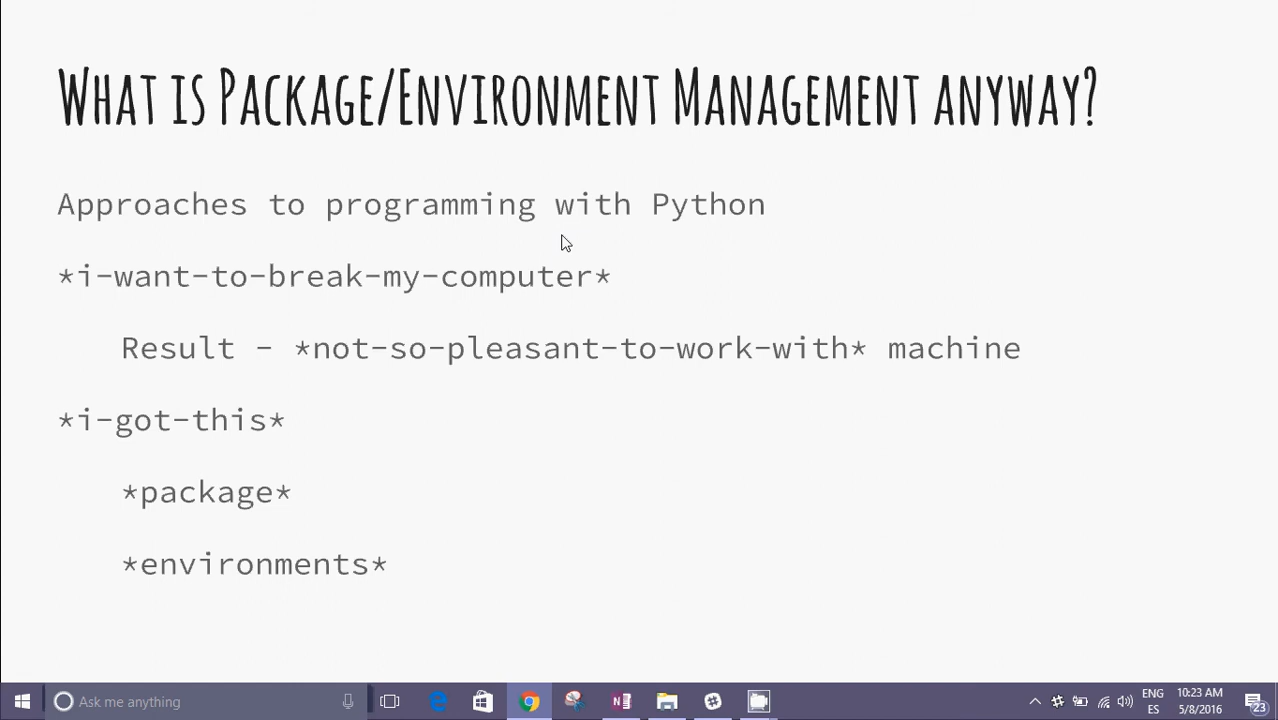 What is Package/Environment Management anyway?
Approaches to programming with Python
*i-want-to-break-my-computer*
Result - *not-so-pleasant-to-work-with* machine
*i-got-this*
*package*
*environments*
Ask me anything
ENG
ES
10:23 AM
5/8/2016
23